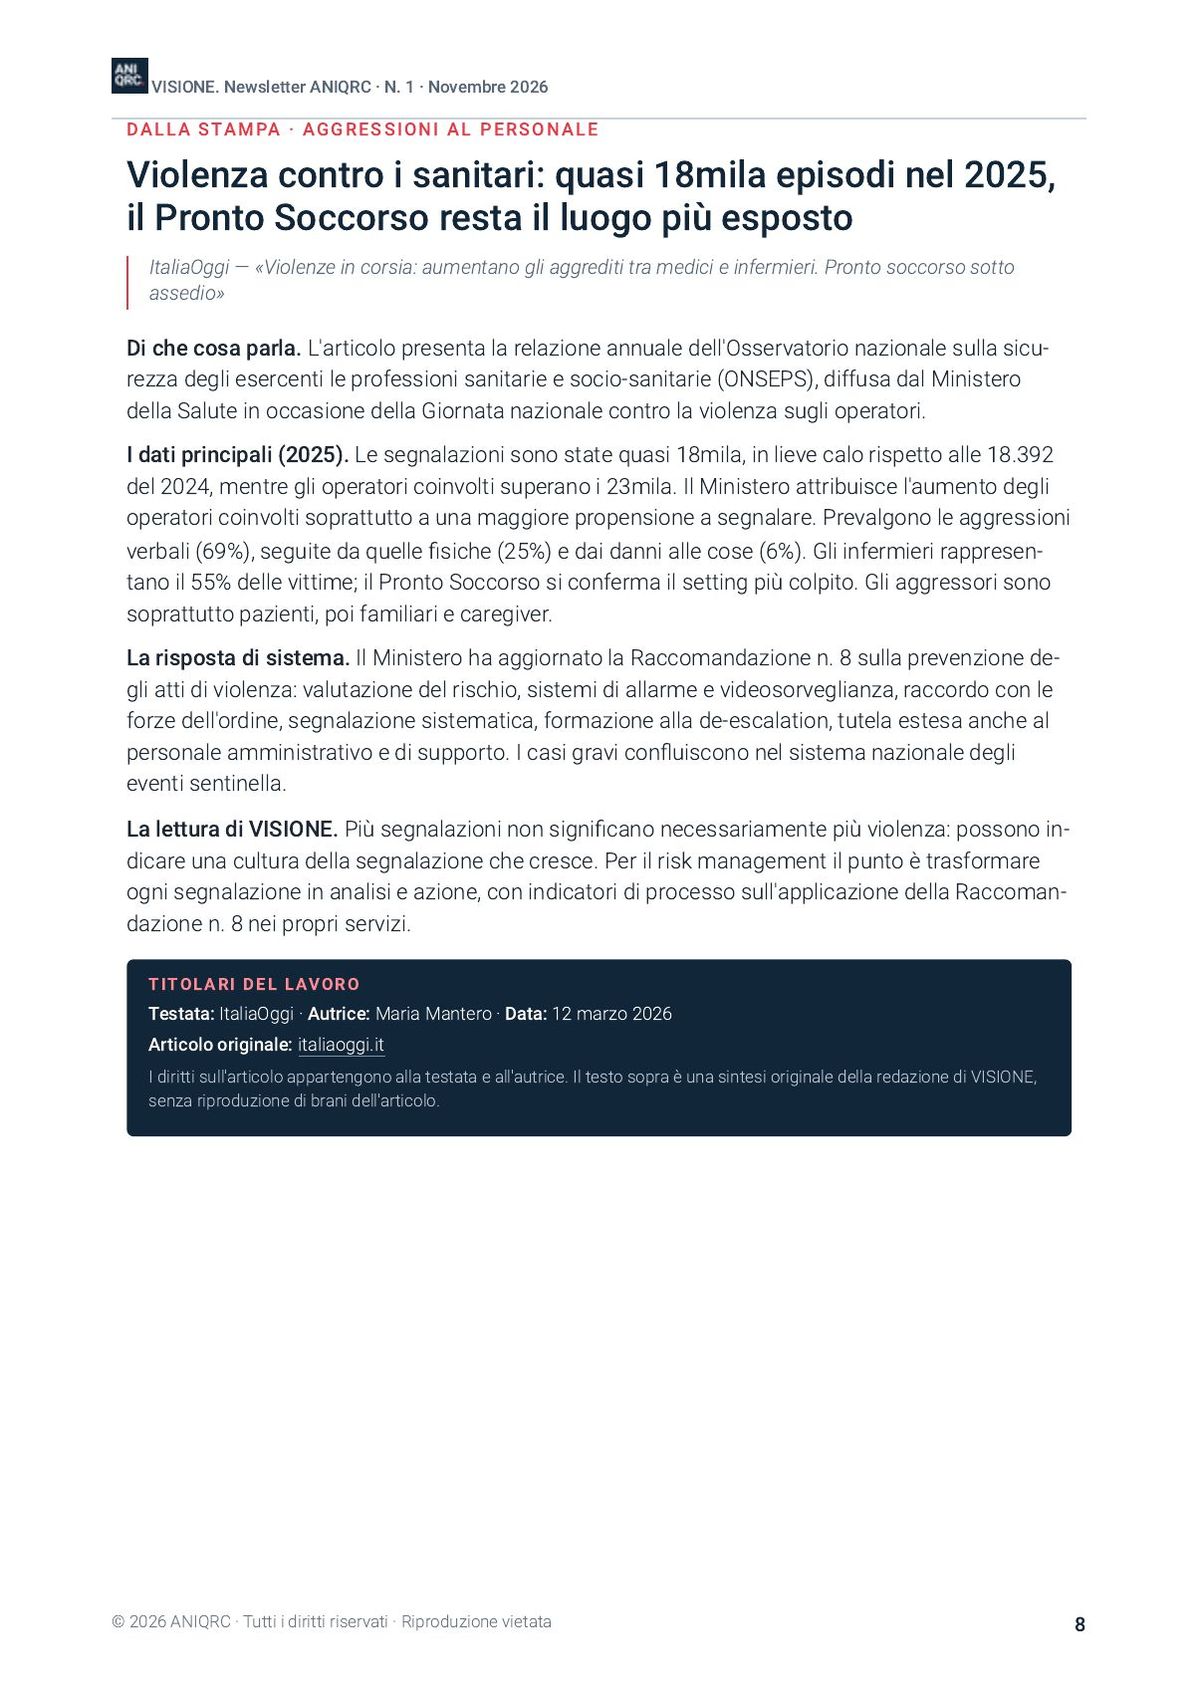 ANI
QRC
VISIONE. Newsletter ANIQRC · N. 1 · Novembre 2026
DALLA STAMPA · AGGRESSIONI AL PERSONALE
Violenza contro i sanitari: quasi 18mila episodi nel 2025,
il Pronto Soccorso resta il luogo più esposto
ItaliaOggi — «Violenze in corsia: aumentano gli aggrediti tra medici e infermieri. Pronto soccorso sotto
assedio»
Di che cosa parla. L'articolo presenta la relazione annuale dell'Osservatorio nazionale sulla sicu-
rezza degli esercenti le professioni sanitarie e socio-sanitarie (ONSEPS), diffusa dal Ministero
della Salute in occasione della Giornata nazionale contro la violenza sugli operatori.
I dati principali (2025). Le segnalazioni sono state quasi 18mila, in lieve calo rispetto alle 18.392
del 2024, mentre gli operatori coinvolti superano i 23mila. Il Ministero attribuisce l'aumento degli
operatori coinvolti soprattutto a una maggiore propensione a segnalare. Prevalgono le aggressioni
verbali (69%), seguite da quelle fisiche (25%) e dai danni alle cose (6%). Gli infermieri rappresen-
tano il 55% delle vittime; il Pronto Soccorso si conferma il setting più colpito. Gli aggressori sono
soprattutto pazienti, poi familiari e caregiver.
La risposta di sistema. Il Ministero ha aggiornato la Raccomandazione n. 8 sulla prevenzione de-
gli atti di violenza: valutazione del rischio, sistemi di allarme e videosorveglianza, raccordo con le
forze dell'ordine, segnalazione sistematica, formazione alla de-escalation, tutela estesa anche al
personale amministrativo e di supporto. I casi gravi confluiscono nel sistema nazionale degli
eventi sentinella.
La lettura di VISIONE. Più segnalazioni non significano necessariamente più violenza: possono in-
dicare una cultura della segnalazione che cresce. Per il risk management il punto è trasformare
ogni segnalazione in analisi e azione, con indicatori di processo sull'applicazione della Raccoman-
dazione n. 8 nei propri servizi.
TITOLARI DEL LAVORO
Testata: ItaliaOggi · Autrice: Maria Mantero · Data: 12 marzo 2026
Articolo originale: italiaoggi.it
I diritti sull'articolo appartengono alla testata e all'autrice. Il testo sopra è una sintesi originale della redazione di VISIONE,
senza riproduzione di brani dell'articolo.
© 2026 ANIQRC · Tutti i diritti riservati · Riproduzione vietata
8